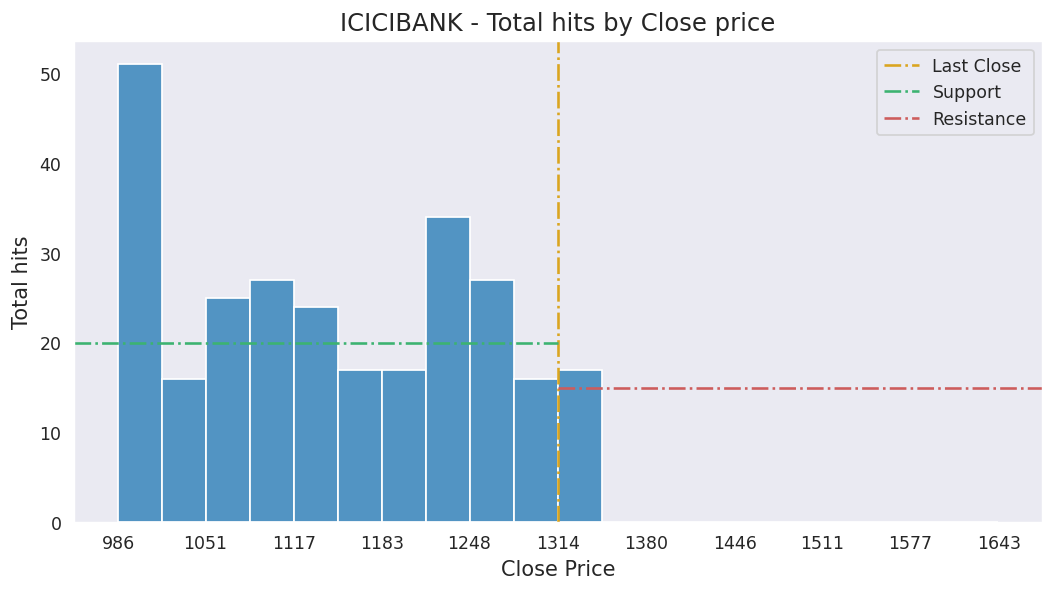 ICICIBANK - Total hits by Close price
Last Close
Support
Resistance
Total hits
50
40
30
20
10
0
986 1051 1117 1183 1248 1314 1380 1446 1511 1577 1643
Close Price